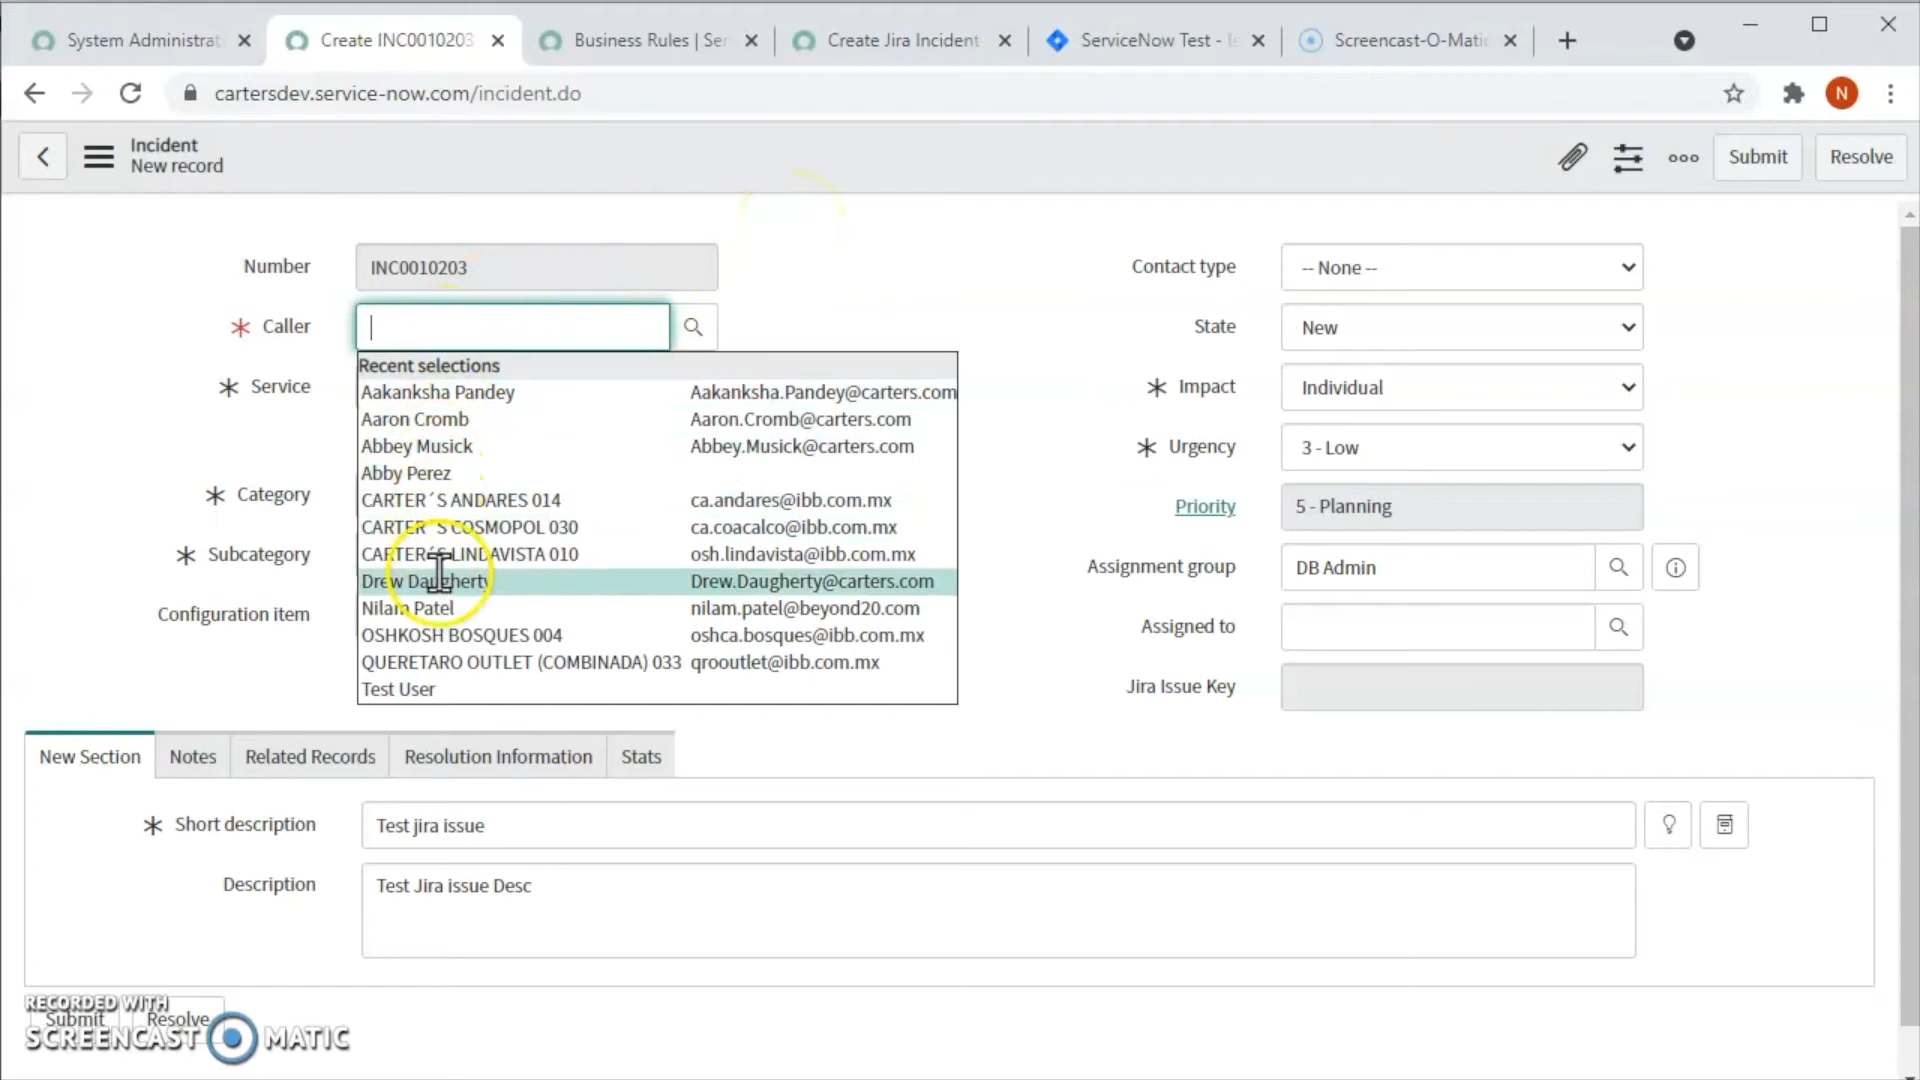 System Administrat
Create INC0010203
Business Rules | Ser
Create Jira Incident
ServiceNow Test - Is
Screencast-O-Matic
cartersdev.service-now.com/incident.do
N
Incident
New record
Submit
Resolve
Number
INC0010203
Contact type
-- None --
Caller
State
New
Recent selections
Aakanksha Pandey Aakanksha.Pandey@carters.com
Aaron Cromb Aaron.Cromb@carters.com
Abbey Musick Abbey.Musick@carters.com
Abby Perez
CARTER´S ANDARES 014 ca.andares@ibb.com.mx
CARTER´S COSMOPOL 030 ca.coacalco@ibb.com.mx
CARTER´S LINDAVISTA 010 osh.lindavista@ibb.com.mx
Drew Daugherty Drew.Daugherty@carters.com
Nilam Patel nilam.patel@beyond20.com
OSHKOSH BOSQUES 004 oshca.bosques@ibb.com.mx
QUERETARO OUTLET (COMBINADA) 033 qrooutlet@ibb.com.mx
Test User
Service
Impact
Individual
Urgency
3 - Low
Category
Priority
5 - Planning
Subcategory
Assignment group
DB Admin
Configuration item
Assigned to
Jira Issue Key
New Section
Notes
Related Records
Resolution Information
Stats
Short description
Test jira issue
Description
Test Jira issue Desc
RECORDED WITH
Submit
Resolve
SCREENCAST MATIC